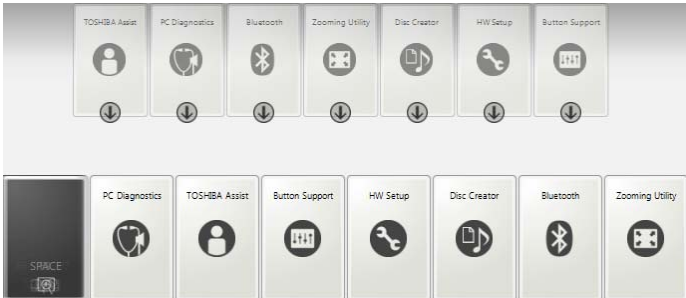 TOSHIBA Assist PC Diagnostics Bluetooth Zooming Utility Disc Creator HW Setup Button Support
PC Diagnostics TOSHIBA Assist Button Support HW Setup Disc Creator Bluetooth Zooming Utility
SPACE